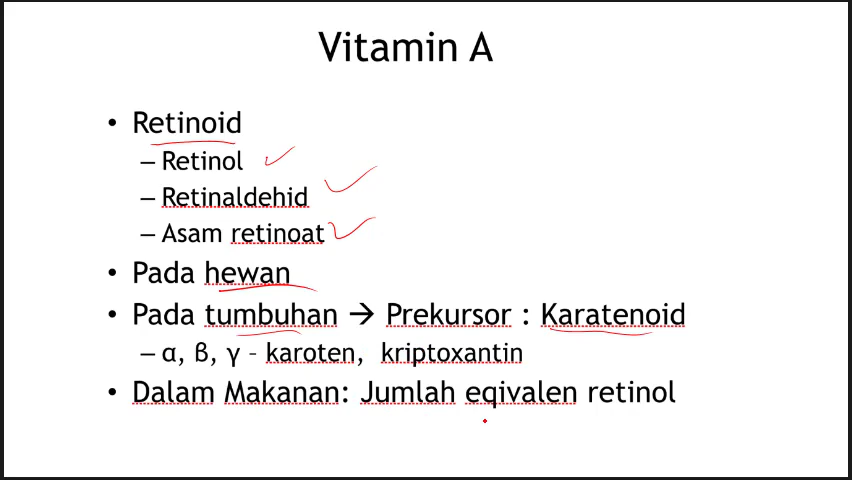 Vitamin A
• Retinoid
– Retinol
– Retinaldehid
– Asam retinoat
• Pada hewan
• Pada tumbuhan → Prekursor : Karatenoid
– α, β, γ – karoten, kriptoxantin
• Dalam Makanan: Jumlah eqivalen retinol